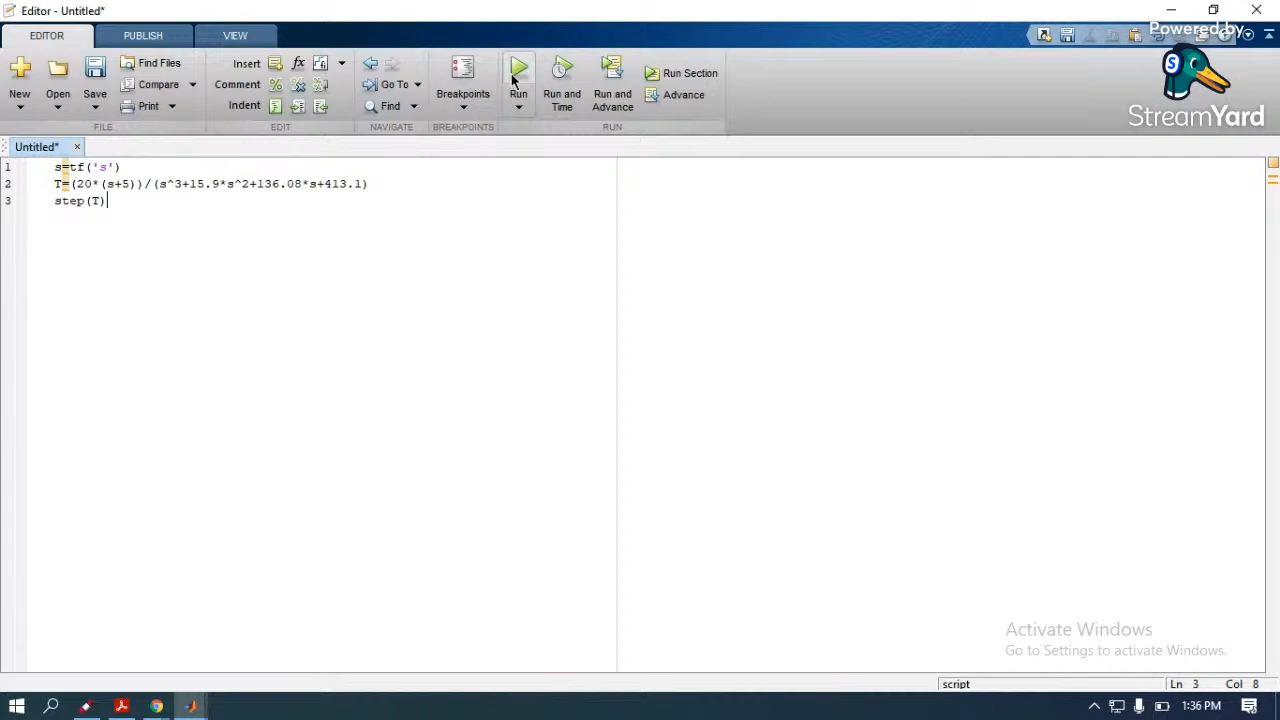 Editor - Untitled*
EDITOR PUBLISH VIEW
Powered by
StreamYard
New Open Save Find Files Compare Print
Insert Comment Indent
Go To Find
Breakpoints
Run Run and Time Run and Advance Run Section Advance
FILE EDIT NAVIGATE BREAKPOINTS RUN
Untitled*
1 s=tf('s')
2 T=(20*(s+5))/(s^3+15.9*s^2+136.08*s+413.1)
3 step(T)
Activate Windows
Go to Settings to activate Windows.
script Ln 3 Col 8
1:36 PM